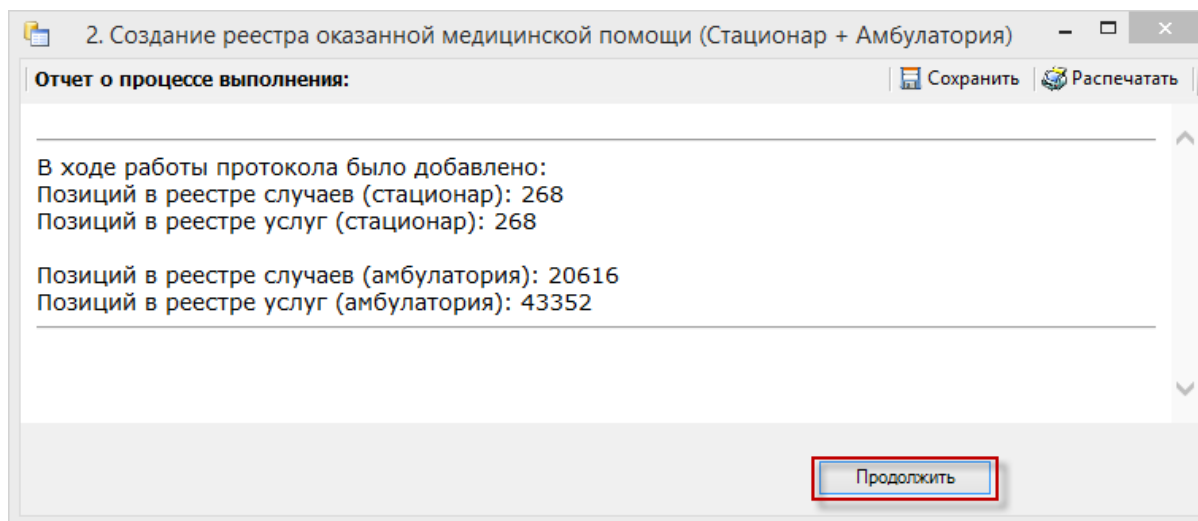 2. Создание реестра оказанной медицинской помощи (Стационар + Амбулатория)
Отчет о процессе выполнения: Сохранить Распечатать
В ходе работы протокола было добавлено:
Позиций в реестре случаев (стационар): 268
Позиций в реестре услуг (стационар): 268
Позиций в реестре случаев (амбулатория): 20616
Позиций в реестре услуг (амбулатория): 43352
Продолжить